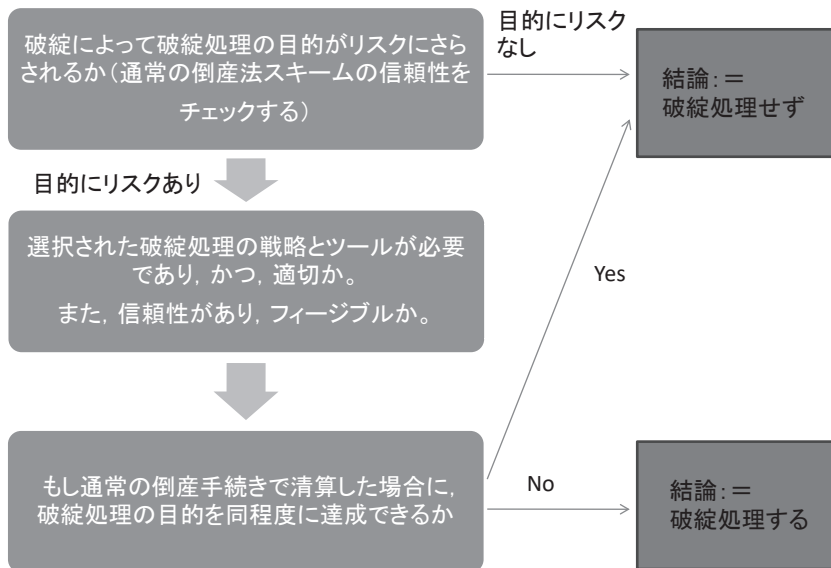 破綻によって破綻処理の目的がリスクにさら
されるか（通常の倒産法スキームの信頼性を
チェックする）
目的にリスク
なし
結論：＝
破綻処理せず
目的にリスクあり
選択された破綻処理の戦略とツールが必要
であり，かつ，適切か。
また，信頼性があり，フィージブルか。
Yes
もし通常の倒産手続きで清算した場合に，
破綻処理の目的を同程度に達成できるか
No
結論：＝
破綻処理する